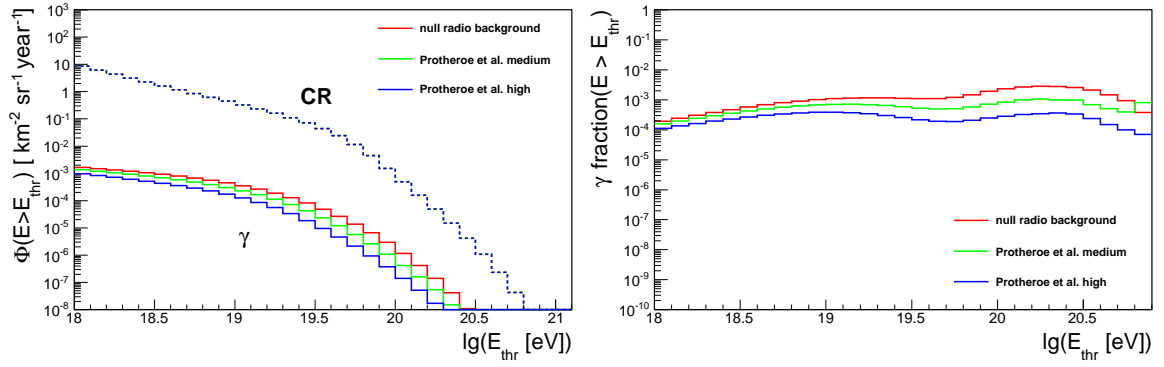 Φ(E>E_thr) [ km⁻² sr⁻¹ year⁻¹ ]
10³
10²
10
1
10⁻¹
10⁻²
10⁻³
10⁻⁴
10⁻⁵
10⁻⁶
10⁻⁷
10⁻⁸
null radio background
Protheroe et al. medium
Protheroe et al. high
CR
γ
18 18.5 19 19.5 20 20.5 21
lg(E_thr [eV])
γ fraction(E > E_thr)
1
10⁻¹
10⁻²
10⁻³
10⁻⁴
10⁻⁵
10⁻⁶
10⁻⁷
10⁻⁸
10⁻⁹
10⁻¹⁰
null radio background
Protheroe et al. medium
Protheroe et al. high
18 18.5 19 19.5 20 20.5
lg(E_thr [eV])